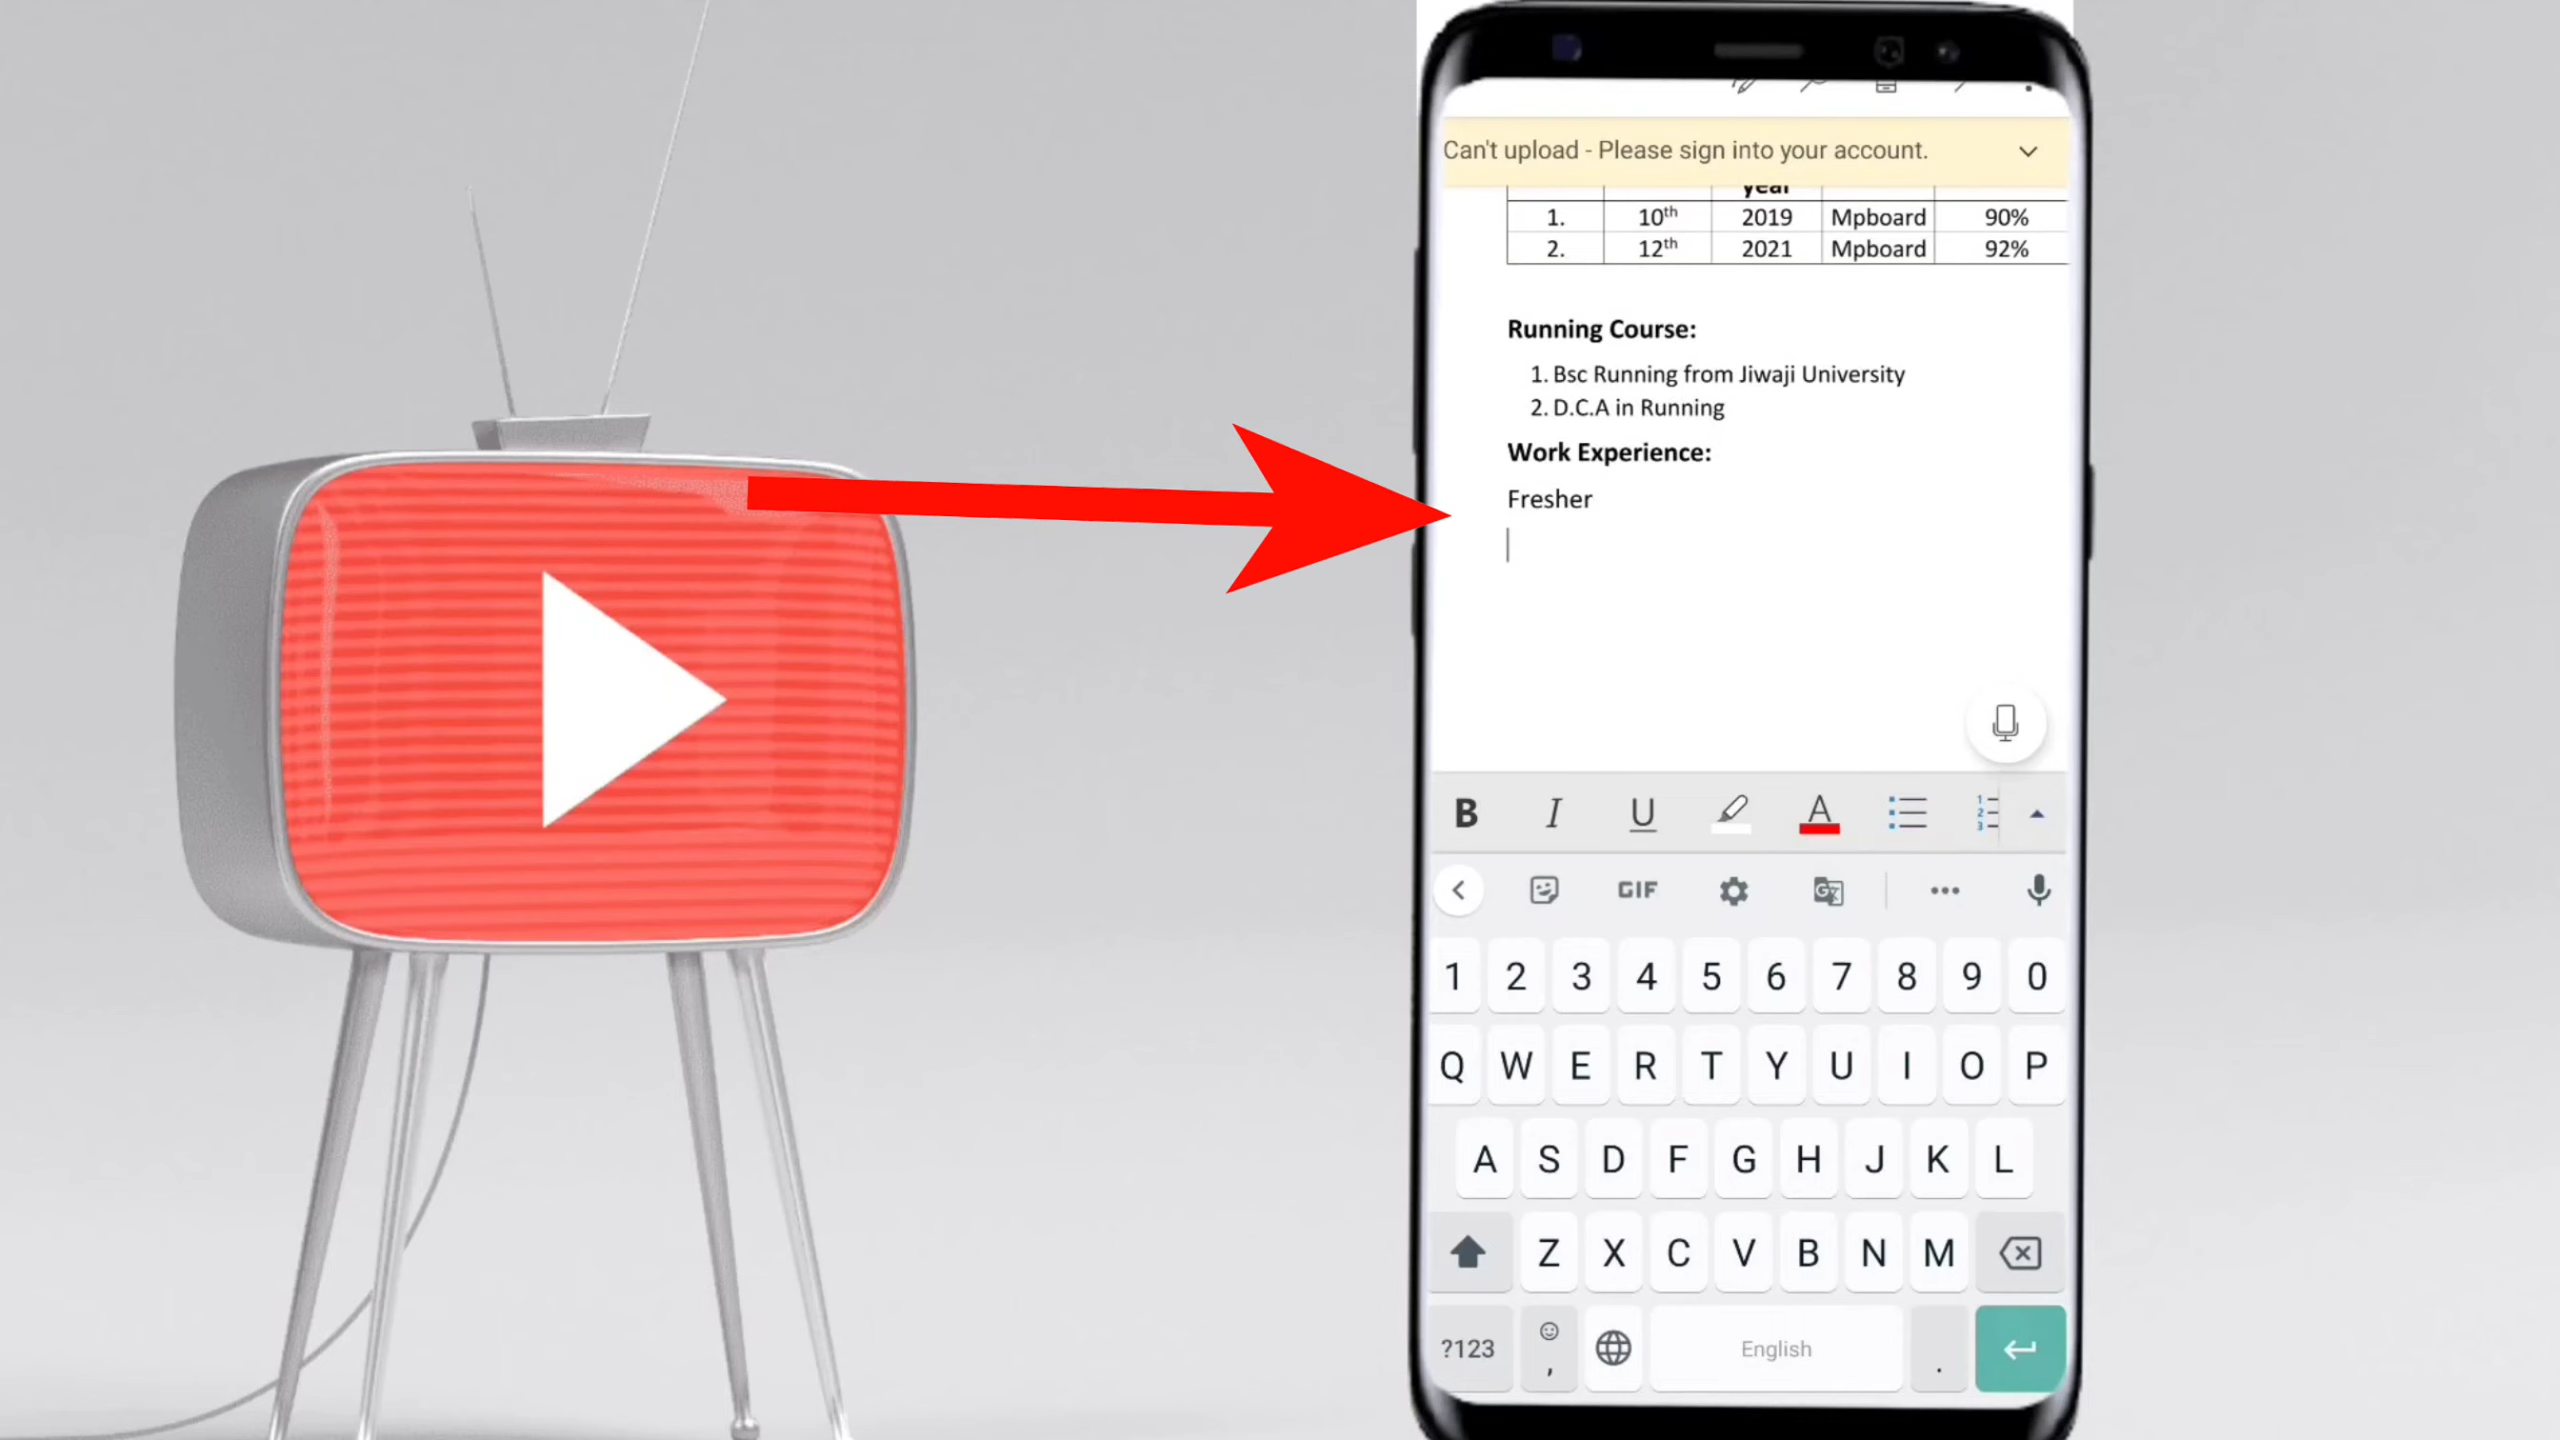 Can't upload - Please sign into your account.
year
1. 10th 2019 Mpboard 90%
2. 12th 2021 Mpboard 92%
Running Course:
1. Bsc Running from Jiwaji University
2. D.C.A in Running
Work Experience:
Fresher
B I U A
GIF
1 2 3 4 5 6 7 8 9 0
Q W E R T Y U I O P
A S D F G H J K L
Z X C V B N M
?123 , English .